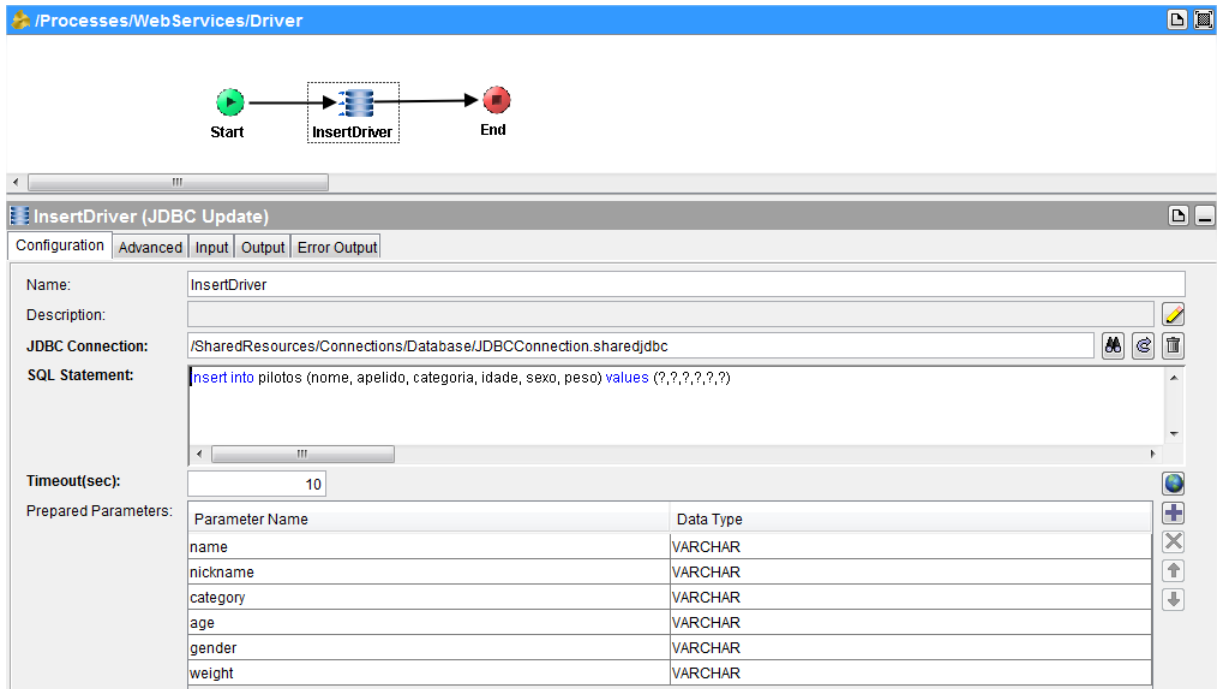 /Processes/WebServices/Driver
Start
InsertDriver
End
InsertDriver (JDBC Update)
Configuration Advanced Input Output Error Output
Name: InsertDriver
Description:
JDBC Connection: /SharedResources/Connections/Database/JDBCConnection.sharedjdbc
SQL Statement: insert into pilotos (nome, apelido, categoria, idade, sexo, peso) values (?,?,?,?,?,?)
Timeout(sec): 10
Prepared Parameters: Parameter Name Data Type
name VARCHAR
nickname VARCHAR
category VARCHAR
age VARCHAR
gender VARCHAR
weight VARCHAR